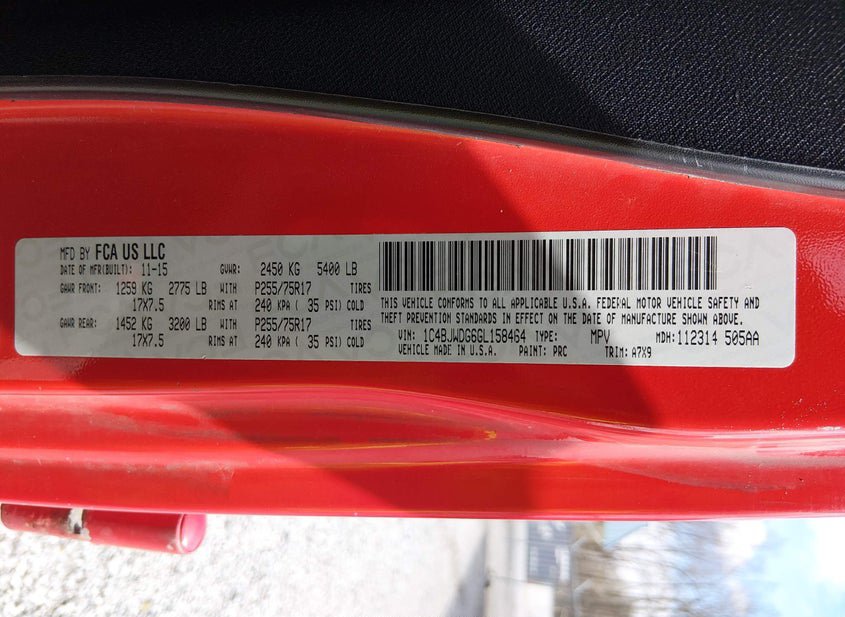 MFD BY FCA US LLC
DATE OF MFR(BUILT): 11-15 GVWR: 2450 KG 5400 LB
GAWR FRONT: 1259 KG 2775 LB WITH P255/75R17 TIRES
17X7.5 RIMS AT 240 KPA ( 35 PSI) COLD
GAWR REAR: 1452 KG 3200 LB WITH P255/75R17 TIRES
17X7.5 RIMS AT 240 KPA ( 35 PSI) COLD
THIS VEHICLE CONFORMS TO ALL APPLICABLE U.S.A. FEDERAL MOTOR VEHICLE SAFETY AND
THEFT PREVENTION STANDARDS IN EFFECT ON THE DATE OF MANUFACTURE SHOWN ABOVE.
VIN: 1C4BJWDG6GL158464 TYPE: MPV MDH: 112314 505AA
VEHICLE MADE IN U.S.A. PAINT: PRC TRIM: A7X9